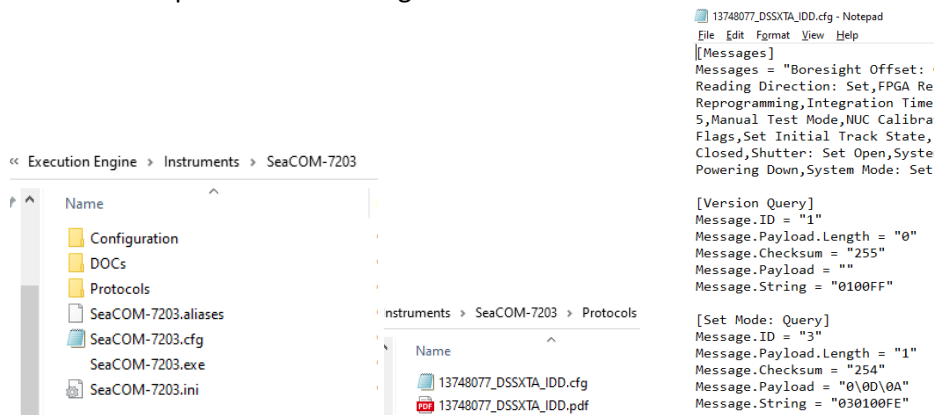 13748077_DSSXTA_IDD.cfg - Notepad
File Edit Format View Help
[Messages]
Messages = "Boresight Offset:
Reading Direction: Set,FPGA Re
Reprogramming,Integration Time
5,Manual Test Mode,NUC Calibra
Flags,Set Initial Track State,
Closed,Shutter: Set Open,Syste
Powering Down,System Mode: Set
[Version Query]
Message.ID = "1"
Message.Payload.Length = "0"
Message.Checksum = "255"
Message.Payload = ""
Message.String = "0100FF"
[Set Mode: Query]
Message.ID = "3"
Message.Payload.Length = "1"
Message.Checksum = "254"
Message.Payload = "0\0D\0A"
Message.String = "030100FE"
« Execution Engine > Instruments > SeaCOM-7203
Name
Configuration
DOCs
Protocols
SeaCOM-7203.aliases
SeaCOM-7203.cfg
SeaCOM-7203.exe
SeaCOM-7203.ini
nstruments > SeaCOM-7203 > Protocols
Name
13748077_DSSXTA_IDD.cfg
PDF 13748077_DSSXTA_IDD.pdf